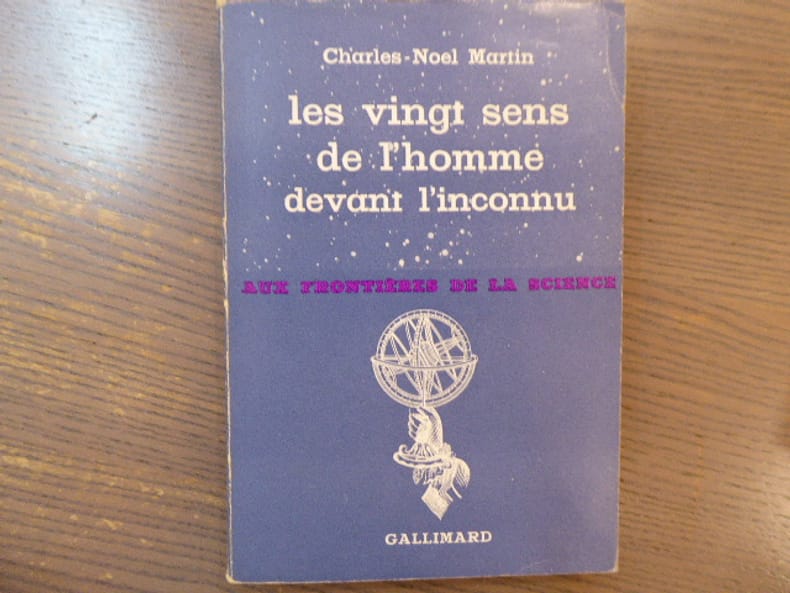 Charles-Noel Martin
les vingt sens
de l'homme
devant l'inconnu
AUX FRONTIÈRES DE LA SCIENCE
GALLIMARD